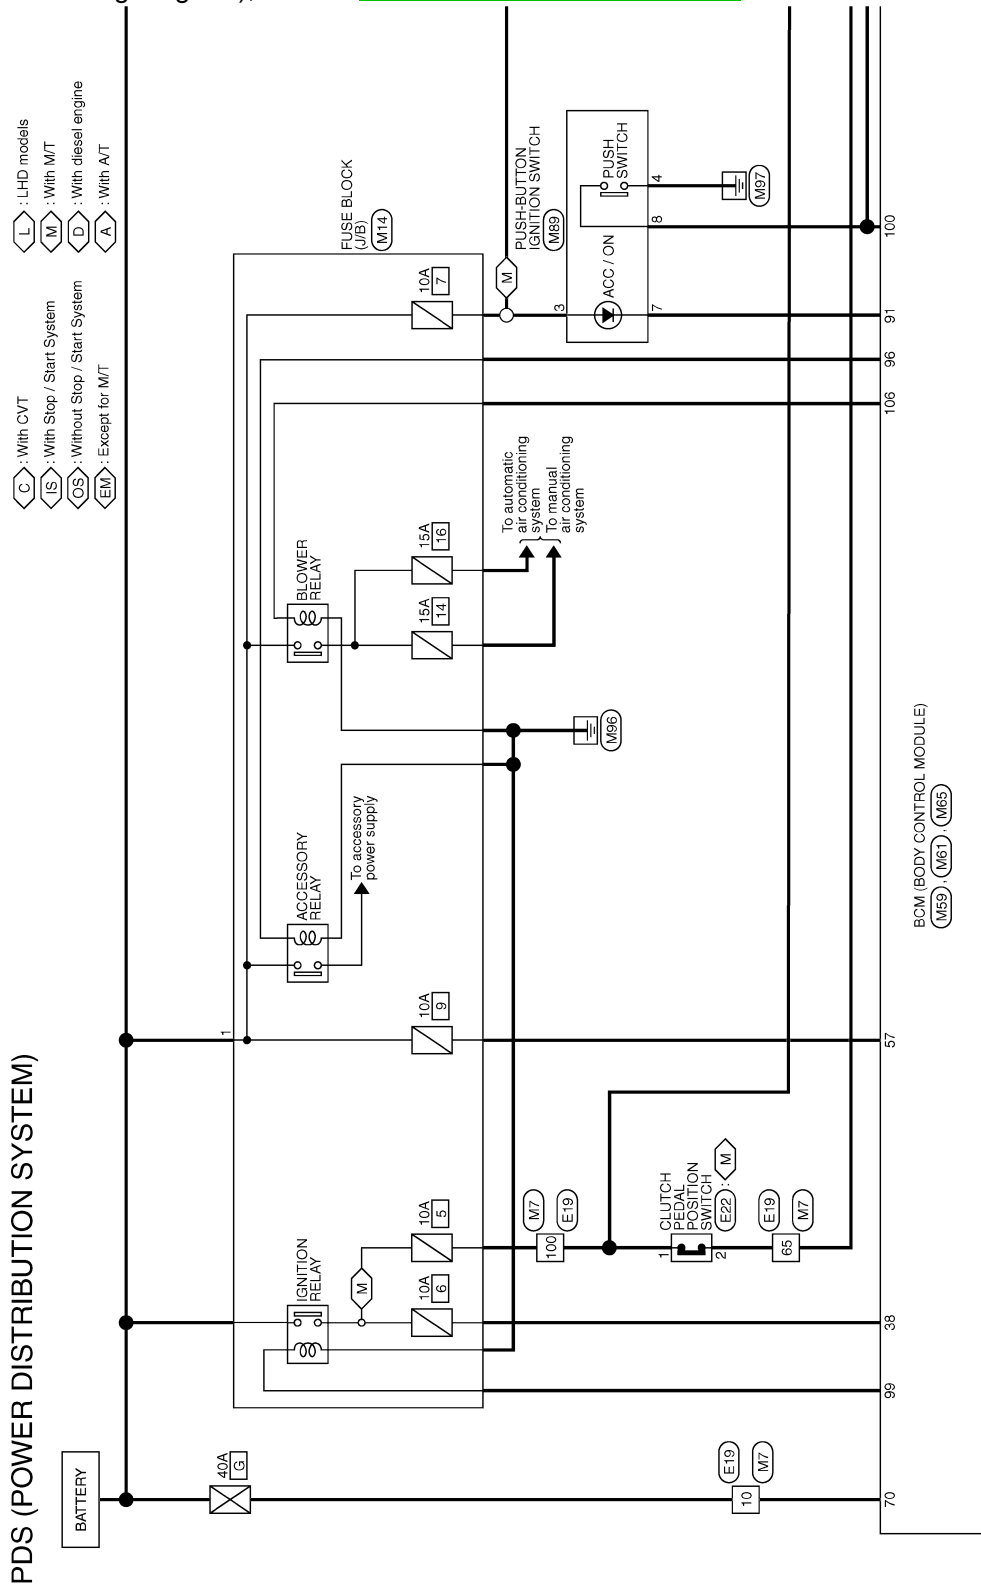 PDS (POWER DISTRIBUTION SYSTEM)
BATTERY
C : With CVT
IS : With Stop / Start System
OS : Without Stop / Start System
EM : Except for M/T
L : LHD models
M : With M/T
D : With diesel engine
A : With A/T
40A
G
1
IGNITION
RELAY
M
10A
6
10A
5
10A
9
ACCESSORY
RELAY
To accessory
power supply
BLOWER
RELAY
15A
14
15A
16
10A
7
FUSE BLOCK
(J/B)
M14
M7
E19
100
M96
To automatic
air conditioning
system
To manual
air conditioning
system
M
PUSH-BUTTON
IGNITION SWITCH
M89
3
ACC / ON
PUSH
SWITCH
7
8
4
M97
1
CLUTCH
PEDAL
POSITION
SWITCH
E22 : M
2
E19
M7
65
E19
M7
10
70
99
38
57
106
96
91
100
BCM (BODY CONTROL MODULE)
M59 , M61 , M65